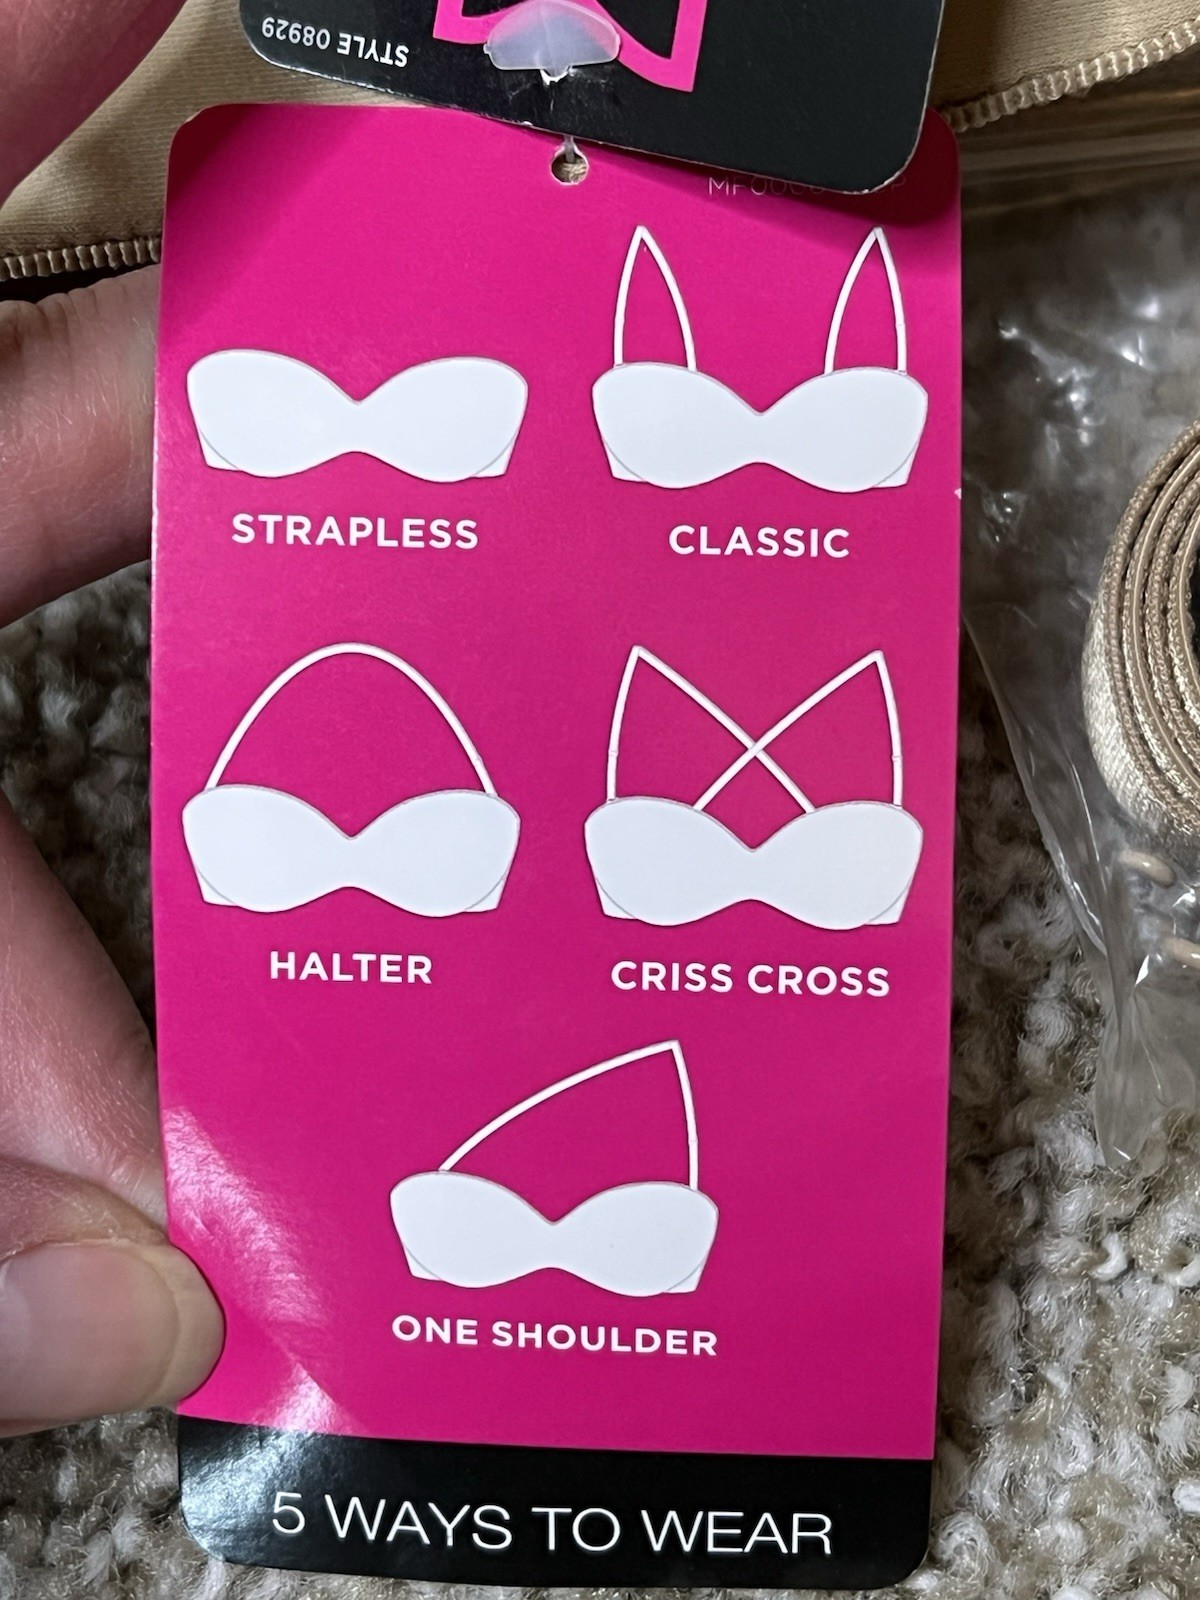 STYLE 08929
STRAPLESS
CLASSIC
HALTER
CRISS CROSS
ONE SHOULDER
5 WAYS TO WEAR